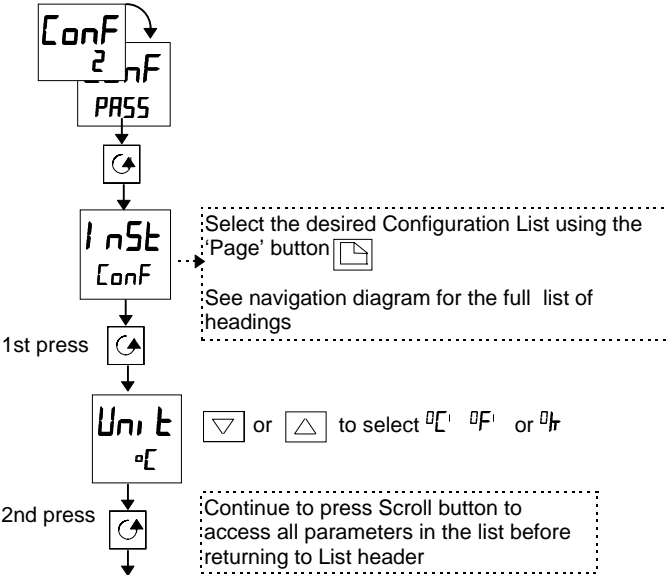 ConF
2
ConF
PASS
InSt
ConF
Select the desired Configuration List using the
'Page' button
See navigation diagram for the full list of
headings
1st press
Unit
°C
or to select °C' °F' or °k
2nd press
Continue to press Scroll button to
access all parameters in the list before
returning to List header